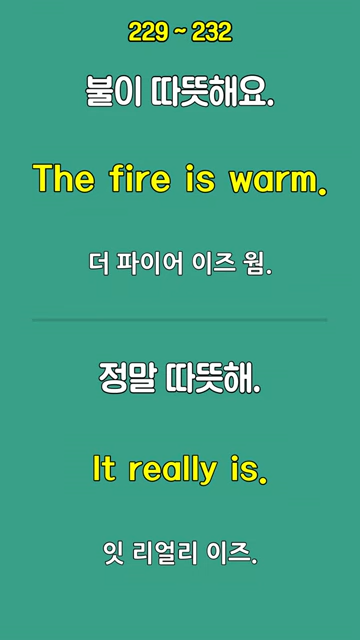 229 ~ 232
불이 따뜻해요.
The fire is warm.
더 파이어 이즈 웜.
정말 따뜻해.
It really is.
잇 리얼리 이즈.